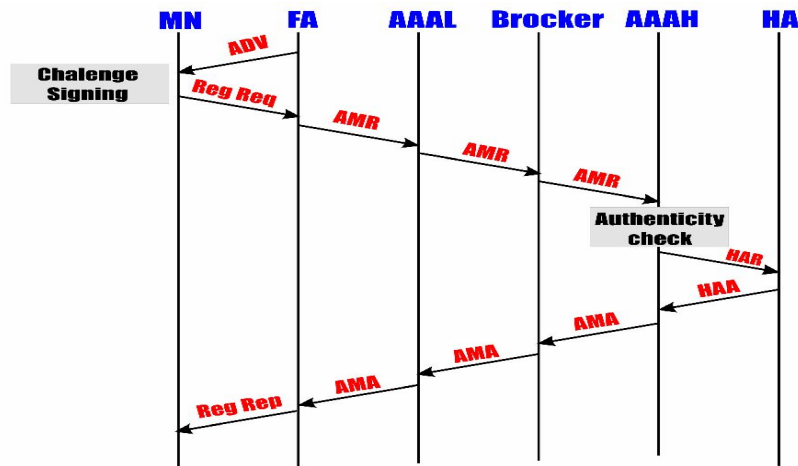 MN FA AAAL Brocker AAAH HA
ADV
Chalenge
Signing
Reg Req
AMR
AMR
AMR
Authenticity
check
HAR
HAA
AMA
AMA
AMA
Reg Rep